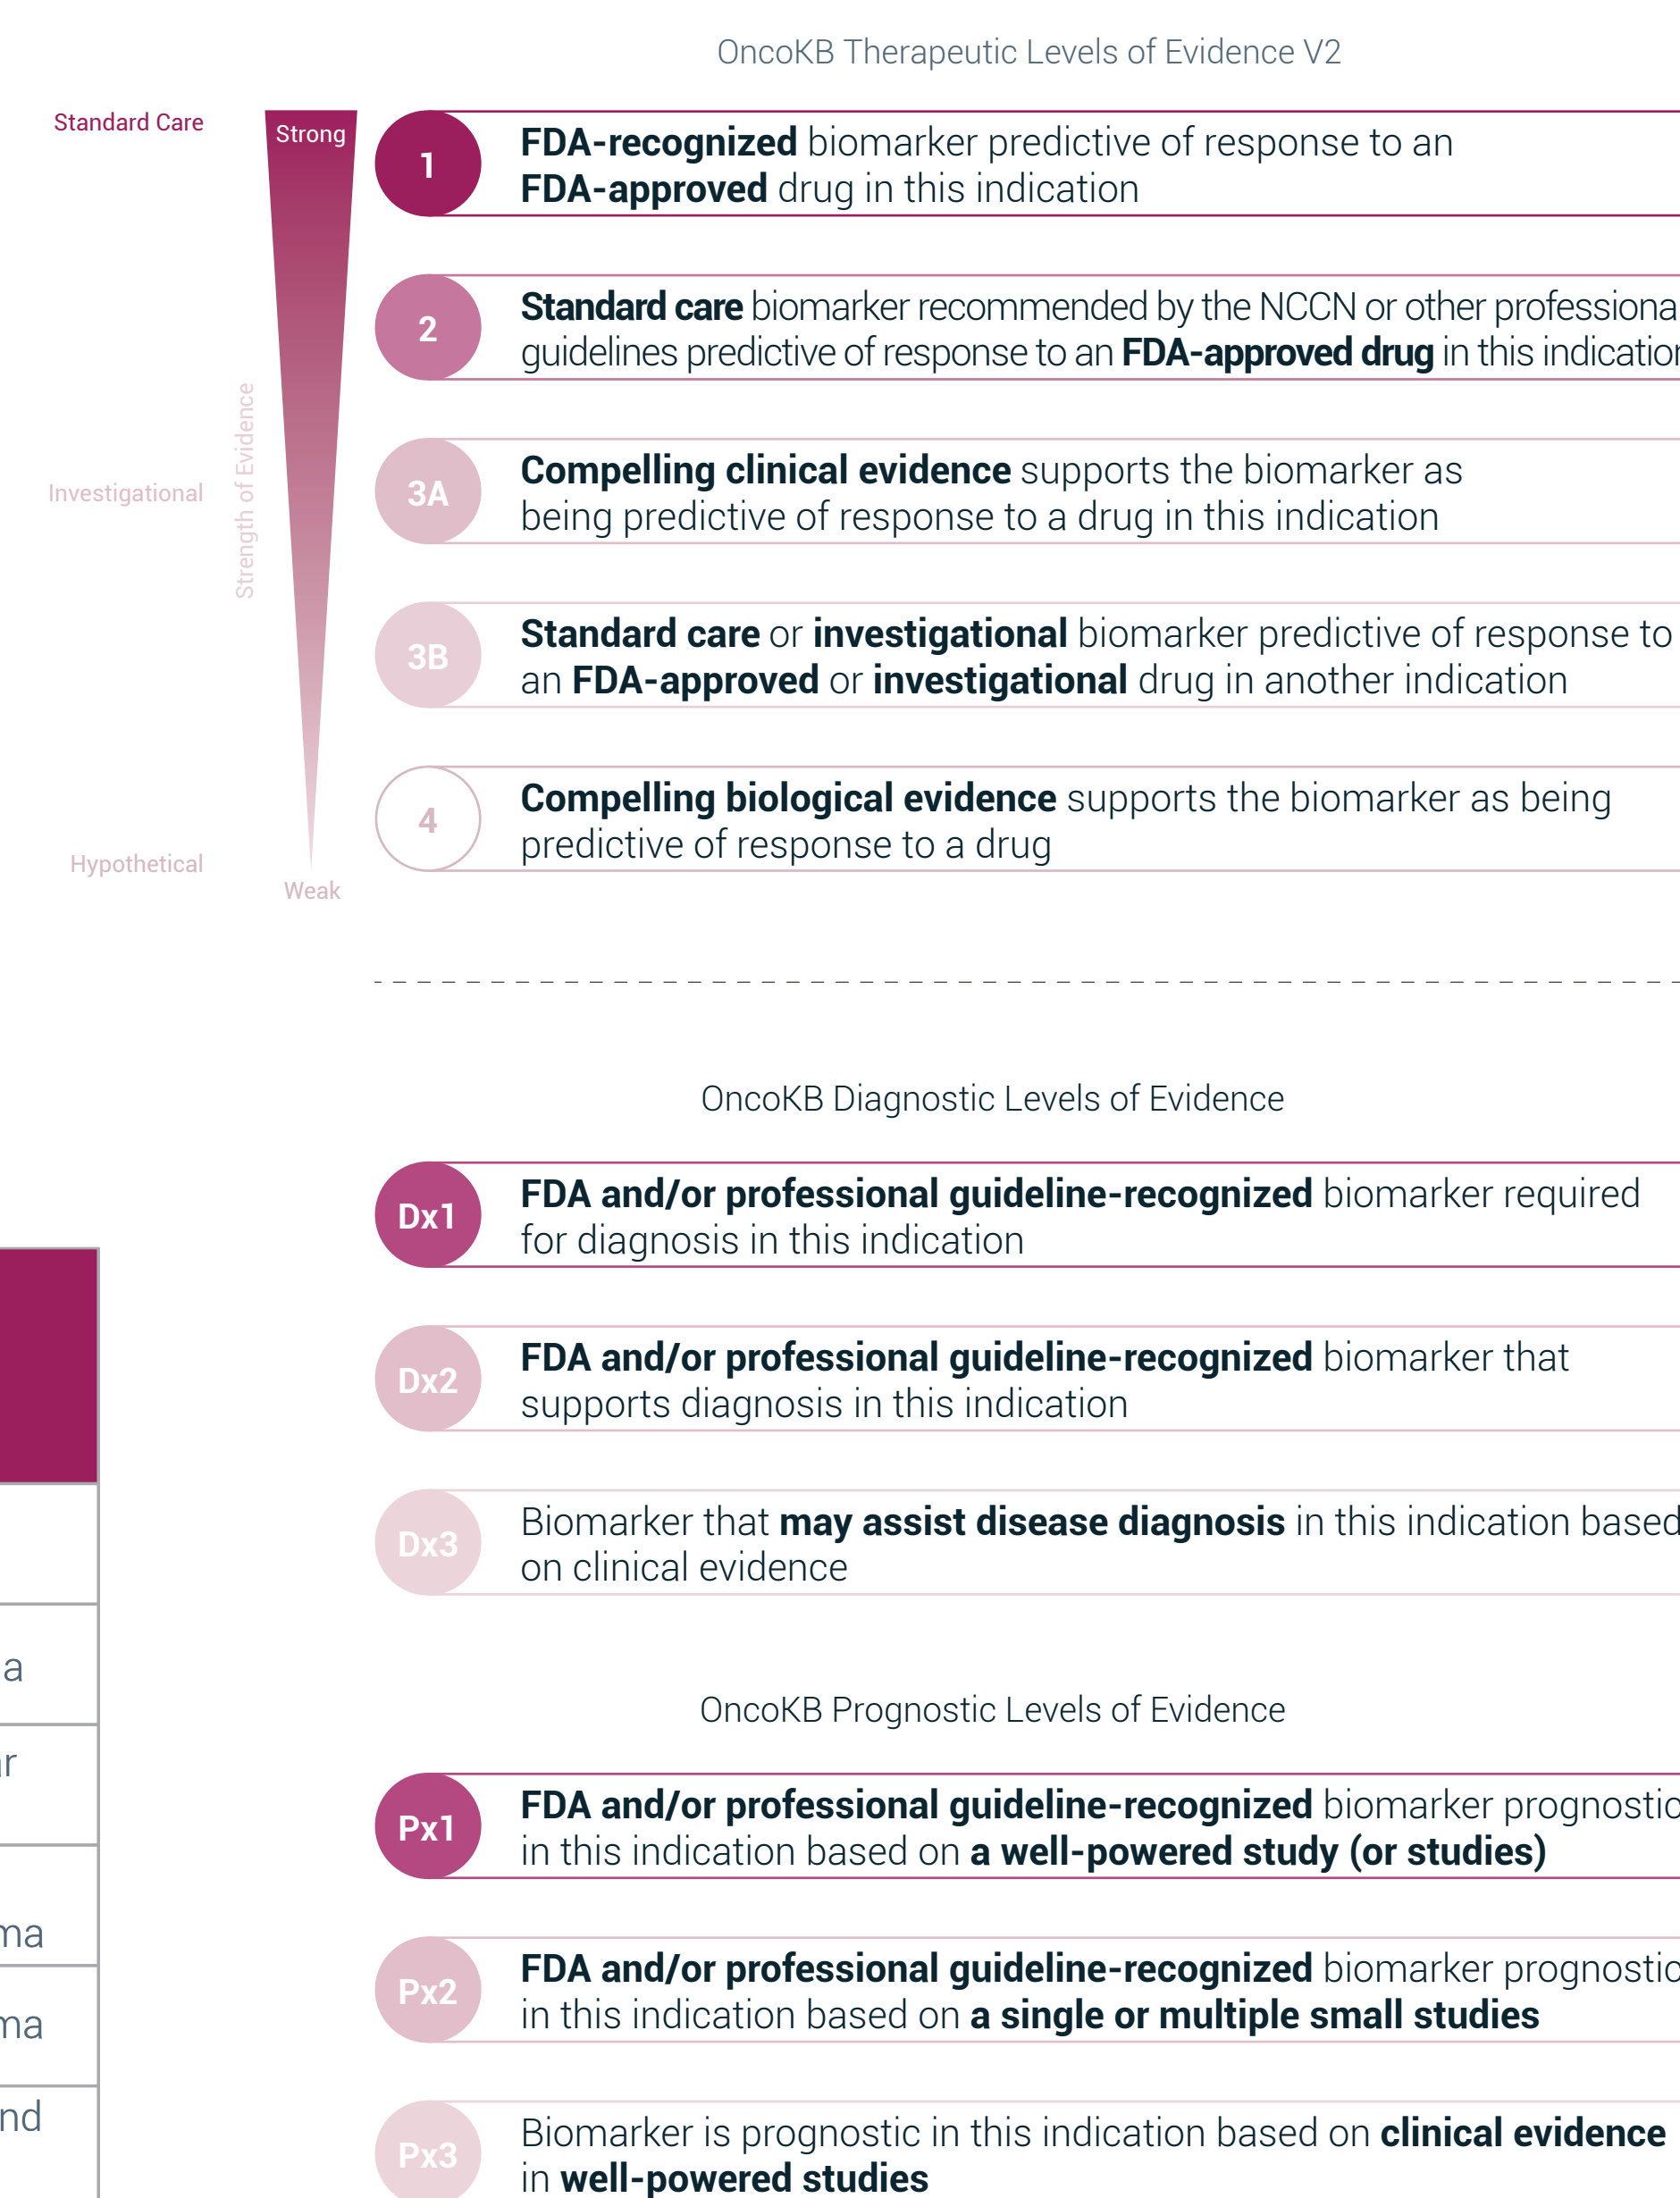 OncoKB Therapeutic Levels of Evidence V2
Standard Care
Strong
Strength of Evidence
Investigational
Hypothetical
Weak
1
FDA-recognized biomarker predictive of response to an
FDA-approved drug in this indication
2
Standard care biomarker recommended by the NCCN or other professiona
guidelines predictive of response to an FDA-approved drug in this indication
3A
Compelling clinical evidence supports the biomarker as
being predictive of response to a drug in this indication
3B
Standard care or investigational biomarker predictive of response to
an FDA-approved or investigational drug in another indication
4
Compelling biological evidence supports the biomarker as being
predictive of response to a drug
OncoKB Diagnostic Levels of Evidence
Dx1
FDA and/or professional guideline-recognized biomarker required
for diagnosis in this indication
Dx2
FDA and/or professional guideline-recognized biomarker that
supports diagnosis in this indication
Dx3
Biomarker that may assist disease diagnosis in this indication based
on clinical evidence
OncoKB Prognostic Levels of Evidence
Px1
FDA and/or professional guideline-recognized biomarker prognostic
in this indication based on a well-powered study (or studies)
Px2
FDA and/or professional guideline-recognized biomarker prognostic
in this indication based on a single or multiple small studies
Px3
Biomarker is prognostic in this indication based on clinical evidence
in well-powered studies
a
r
ma
ma
nd